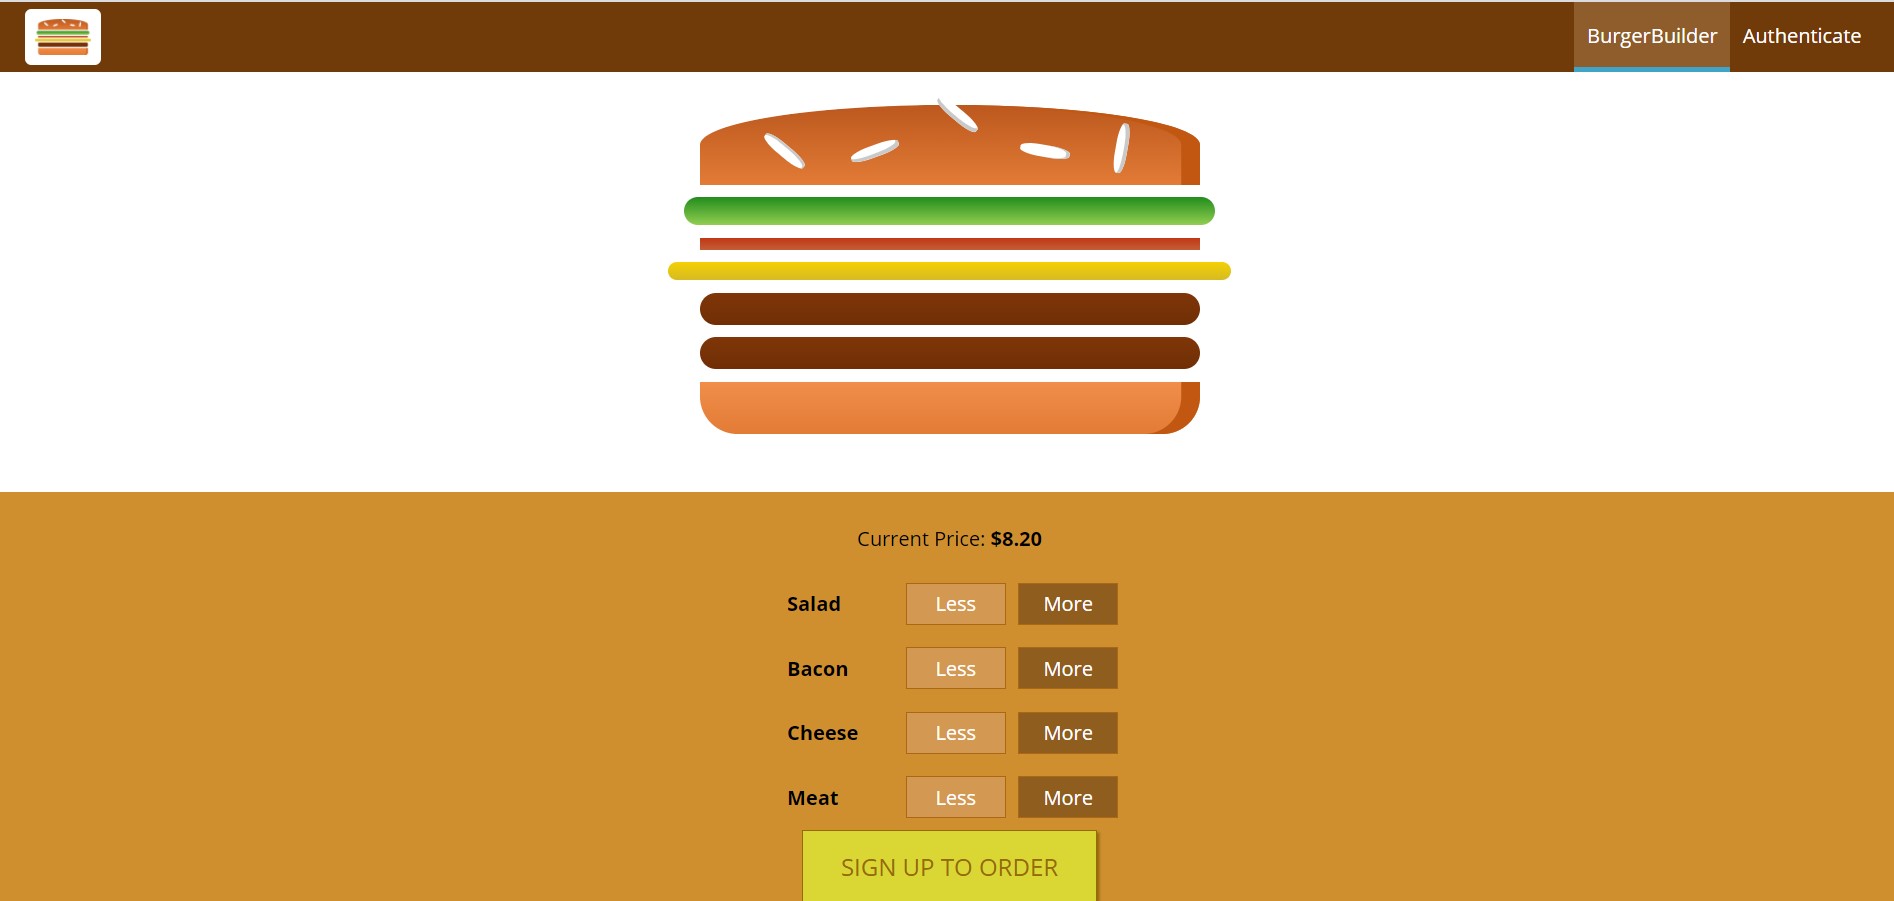 BurgerBuilder Authenticate
Current Price: $8.20
Salad Less More
Bacon Less More
Cheese Less More
Meat Less More
SIGN UP TO ORDER